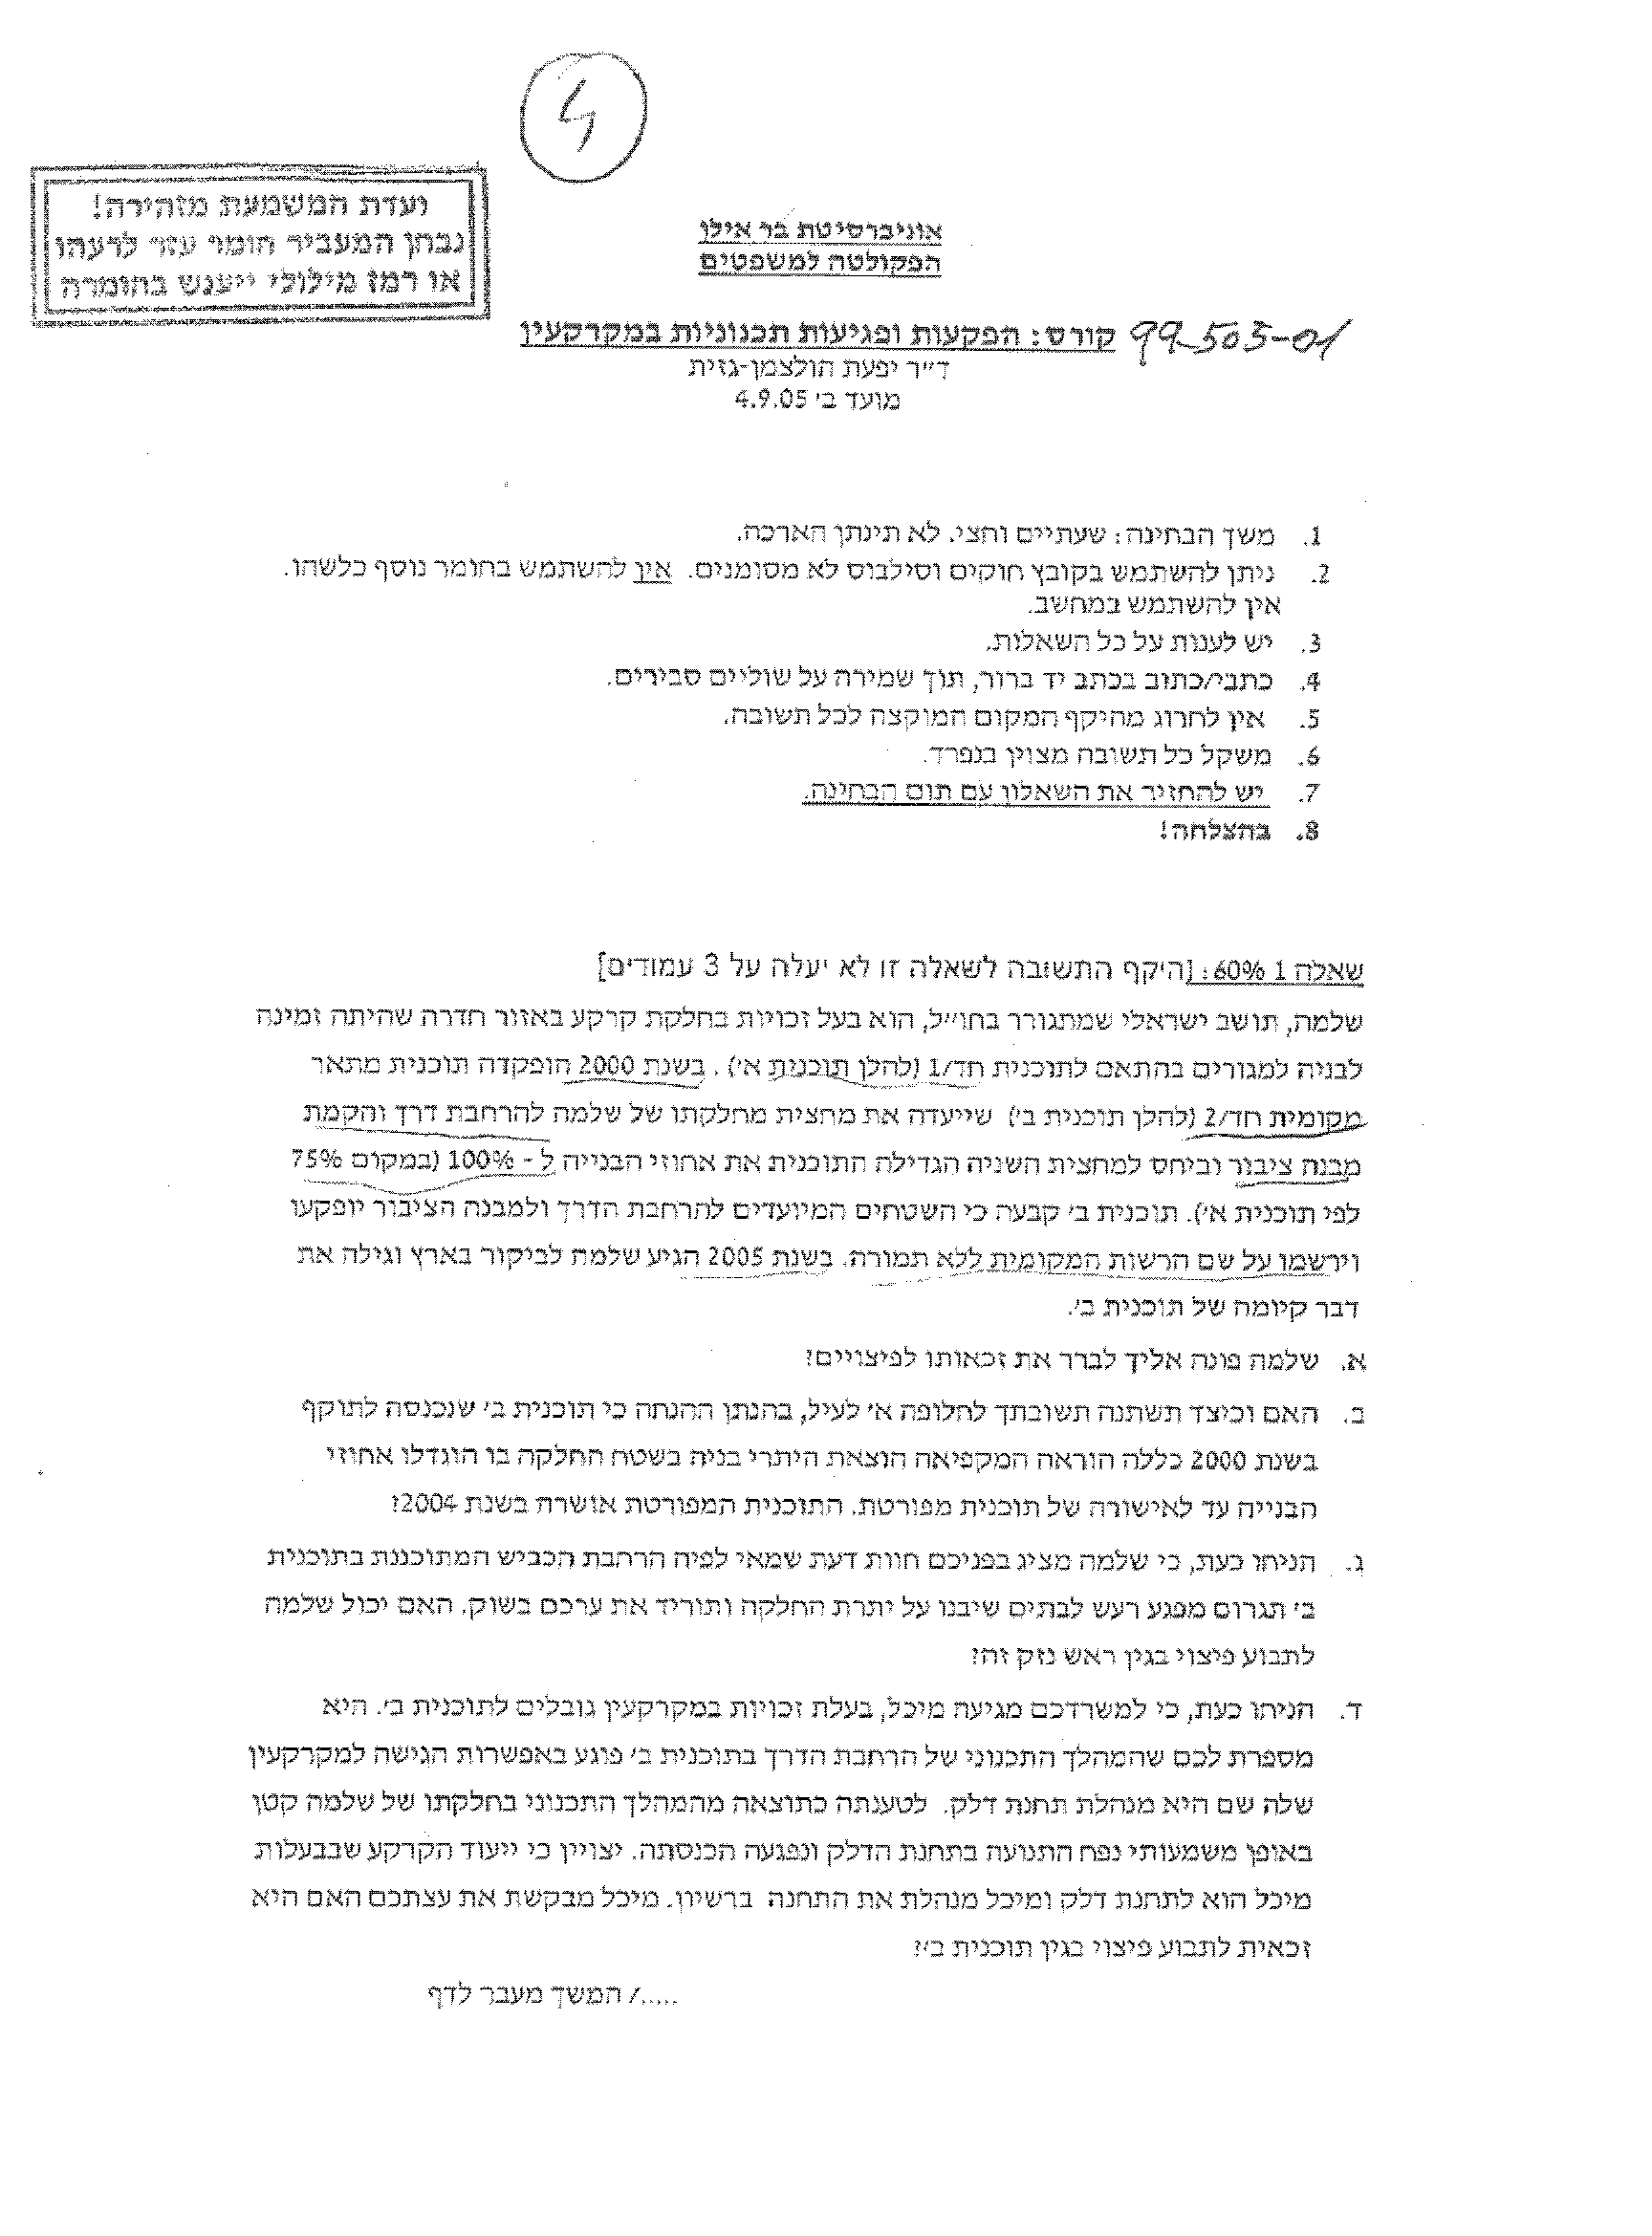 4
ועדת המשמעת מזהירה!
נבחן המעביר חומר עזר לרעהו
או רמז מילולי ייענש בחומרה
אוניברסיטת בר אילן
הפקולטה למשפטים
קורס: הפקעות ופגיעות תכנוניות במקרקעין 99-503-01
ד״ר יפעת הולצמן-גזית
מועד ב׳ 4.9.05
1. משך הבחינה: שעתיים וחצי. לא תינתן הארכה.
2. ניתן להשתמש בקובץ חוקים וסילבוס לא מסומנים. אין להשתמש בחומר נוסף כלשהו.
אין להשתמש במחשב.
3. יש לענות על כל השאלות.
4. כתבי/כתוב בכתב יד ברור, תוך שמירה על שוליים סבירים.
5. אין לחרוג מהיקף המקום המוקצה לכל תשובה.
6. משקל כל תשובה מצוין בנפרד.
7. יש להחזיר את השאלון עם תום הבחינה.
8. בהצלחה!
שאלה 1 60%: [היקף התשובה לשאלה זו לא יעלה על 3 עמודים]
שלמה, תושב ישראלי שמתגורר בחו״ל, הוא בעל זכויות בחלקת קרקע באזור חדרה שהיתה זמינה
לבניה למגורים בהתאם לתוכנית חד/1 (להלן תוכנית א׳) . בשנת 2000 הופקדה תוכנית מתאר
מקומית חד/2 (להלן תוכנית ב׳) שייעדה את מחצית מחלקתו של שלמה להרחבת דרך והקמת
מבנה ציבור וביחס למחצית השניה הגדילה התוכנית את אחוזי הבנייה ל - 100% (במקום 75%
לפי תוכנית א׳). תוכנית ב׳ קבעה כי השטחים המיועדים להרחבת הדרך ולמבנה הציבור יופקעו
וירשמו על שם הרשות המקומית ללא תמורה. בשנת 2005 הגיע שלמה לביקור בארץ וגילה את
דבר קיומה של תוכנית ב׳.
א. שלמה פונה אליך לברר את זכאותו לפיצויים?
ב. האם וכיצד תשתנה תשובתך לחלופה א׳ לעיל, בהנתן ההנחה כי תוכנית ב׳ שנכנסה לתוקף
בשנת 2000 כללה הוראה המקפיאה הוצאת היתרי בניה בשטח החלקה בו הוגדלו אחוזי
הבנייה עד לאישורה של תוכנית מפורטת. התוכנית המפורטת אושרה בשנת 2004?
ג. הניחו כעת, כי שלמה מציג בפניכם חוות דעת שמאי לפיה הרחבת הכביש המתוכננת בתוכנית
ב׳ תגרום מפגע רעש לבתים שיבנו על יתרת החלקה ותוריד את ערכם בשוק. האם יכול שלמה
לתבוע פיצוי בגין ראש נזק זה?
ד. הניחו כעת, כי למשרדכם מגיעה מיכל, בעלת זכויות במקרקעין גובלים לתוכנית ב׳. היא
מספרת לכם שהמהלך התכנוני של הרחבת הדרך בתוכנית ב׳ פוגע באפשרות הגישה למקרקעין
שלה שם היא מנהלת תחנת דלק. לטענתה כתוצאה מהמהלך התכנוני בחלקתו של שלמה קטן
באופן משמעותי נפח התנועה בתחנת הדלק ונפגעה הכנסתה. יצויין כי ייעוד הקרקע שבבעלות
מיכל הוא לתחנת דלק ומיכל מנהלת את התחנה ברשיון. מיכל מבקשת את עצתכם האם היא
זכאית לתבוע פיצוי בגין תוכנית ב׳?
...../ המשך מעבר לדף